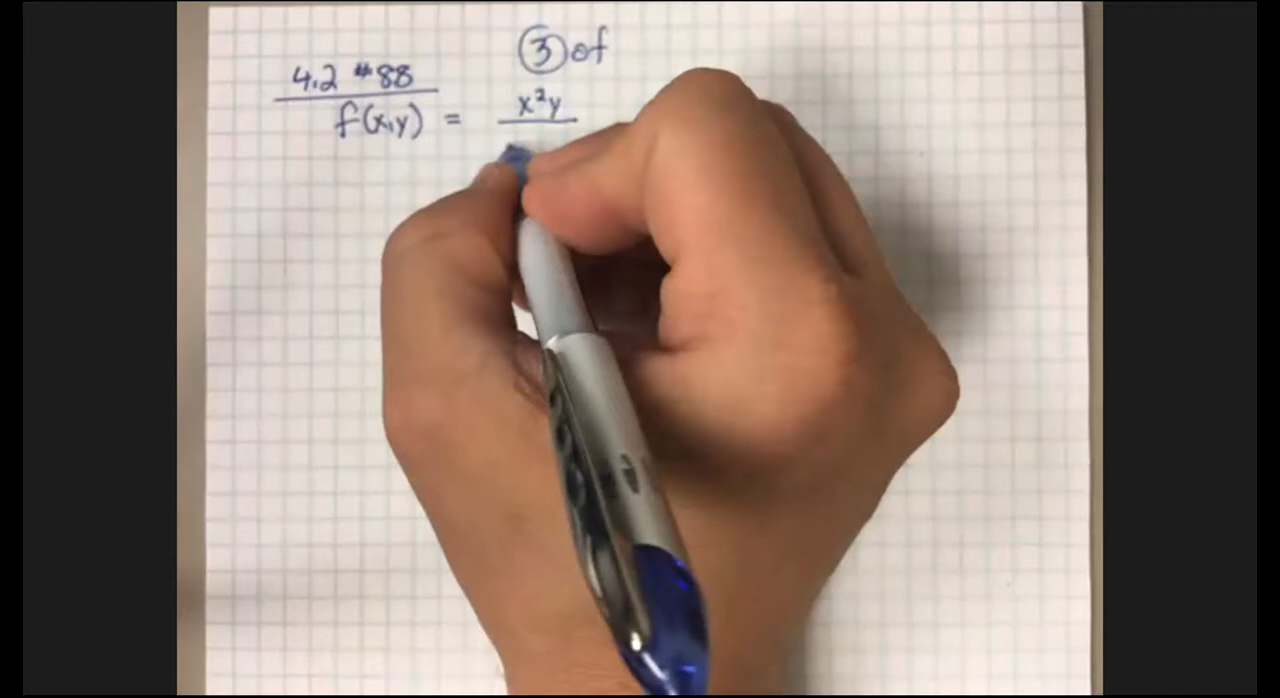 ③ of
4.2 #88
f(x,y) = x²y